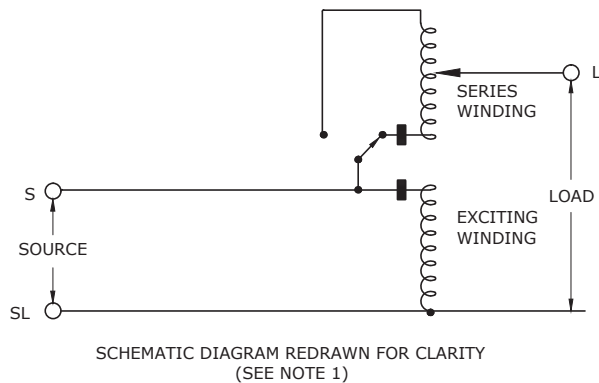 L
SERIES
WINDING
S
LOAD
EXCITING
WINDING
SOURCE
SL
SCHEMATIC DIAGRAM REDRAWN FOR CLARITY
(SEE NOTE 1)